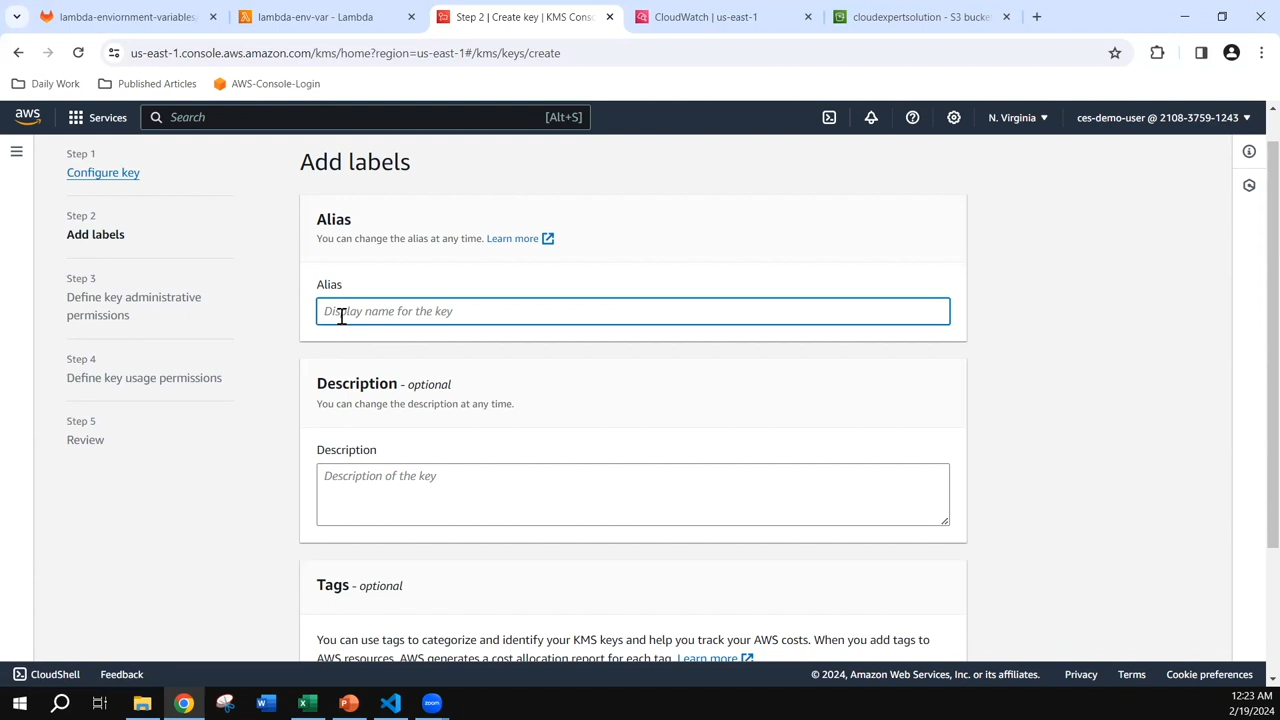 lambda-enviornment-variables
lambda-env-var - Lambda
Step 2 | Create key | KMS Conso
CloudWatch | us-east-1
cloudexpertsolution - S3 bucke
us-east-1.console.aws.amazon.com/kms/home?region=us-east-1#/kms/keys/create
Daily Work
Published Articles
AWS-Console-Login
aws
Services
Search
[Alt+S]
N. Virginia
ces-demo-user @ 2108-3759-1243
Step 1
Configure key
Step 2
Add labels
Step 3
Define key administrative
permissions
Step 4
Define key usage permissions
Step 5
Review
Add labels
Alias
You can change the alias at any time. Learn more
Alias
Display name for the key
Description - optional
You can change the description at any time.
Description
Description of the key
Tags - optional
You can use tags to categorize and identify your KMS keys and help you track your AWS costs. When you add tags to
AWS resources, AWS generates a cost allocation report for each tag. Learn more
CloudShell
Feedback
© 2024, Amazon Web Services, Inc. or its affiliates.
Privacy
Terms
Cookie preferences
zoom
12:23 AM
2/19/2024